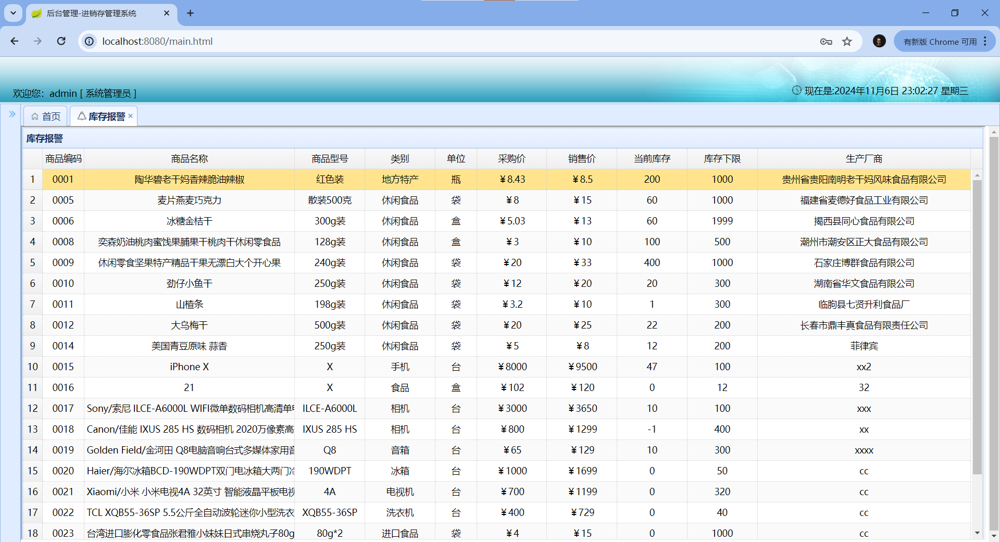 后台管理-进销存管理系统
localhost:8080/main.html
有新版 Chrome 可用
欢迎您：admin [ 系统管理员 ]
现在是:2024年11月6日 23:02:27 星期三
首页 库存报警
库存报警
商品编码 商品名称 商品型号 类别 单位 采购价 销售价 当前库存 库存下限 生产厂商
1 0001 陶华碧老干妈香辣脆油辣椒 红色装 地方特产 瓶 ¥8.43 ¥8.5 200 1000 贵州省贵阳南明老干妈风味食品有限公司
2 0005 麦片燕麦巧克力 散装500克 休闲食品 袋 ¥8 ¥15 60 1000 福建省麦德好食品工业有限公司
3 0006 冰糖金桔干 300g装 休闲食品 盒 ¥5.03 ¥13 60 1999 揭西县同心食品有限公司
4 0008 奕森奶油桃肉蜜饯果脯果干桃肉干休闲零食品 128g装 休闲食品 盒 ¥3 ¥10 100 500 潮州市潮安区正大食品有限公司
5 0009 休闲零食坚果特产精品干果无漂白大个开心果 240g装 休闲食品 袋 ¥20 ¥33 400 1000 石家庄博群食品有限公司
6 0010 劲仔小鱼干 250g装 休闲食品 袋 ¥12 ¥20 20 300 湖南省华文食品有限公司
7 0011 山楂条 198g装 休闲食品 袋 ¥3.2 ¥10 1 300 临朐县七贤升利食品厂
8 0012 大乌梅干 500g装 休闲食品 袋 ¥20 ¥25 22 200 长春市鼎丰真食品有限责任公司
9 0014 美国青豆原味 蒜香 250g装 休闲食品 袋 ¥5 ¥8 12 200 菲律宾
10 0015 iPhone X X 手机 台 ¥8000 ¥9500 47 100 xx2
11 0016 21 X 食品 盒 ¥102 ¥120 0 12 32
12 0017 Sony/索尼 ILCE-A6000L WIFI微单数码相机高清单 ILCE-A6000L 相机 台 ¥3000 ¥3650 10 100 xxx
13 0018 Canon/佳能 IXUS 285 HS 数码相机 2020万像素高 IXUS 285 HS 相机 台 ¥800 ¥1299 -1 400 xx
14 0019 Golden Field/金河田 Q8电脑音响台式多媒体家用音 Q8 音箱 台 ¥65 ¥129 10 300 xxxx
15 0020 Haier/海尔冰箱BCD-190WDPT双门电冰箱大两门冷 190WDPT 冰箱 台 ¥1000 ¥1699 0 50 cc
16 0021 Xiaomi/小米 小米电视4A 32英寸 智能液晶平板电视 4A 电视机 台 ¥700 ¥1199 0 320 cc
17 0022 TCL XQB55-36SP 5.5公斤全自动波轮迷你小型洗衣 XQB55-36SP 洗衣机 台 ¥400 ¥729 0 40 cc
18 0023 台湾进口膨化零食品张君雅小妹妹日式串烧丸子80g 80g*2 进口食品 袋 ¥4 ¥15 0 1000 cc